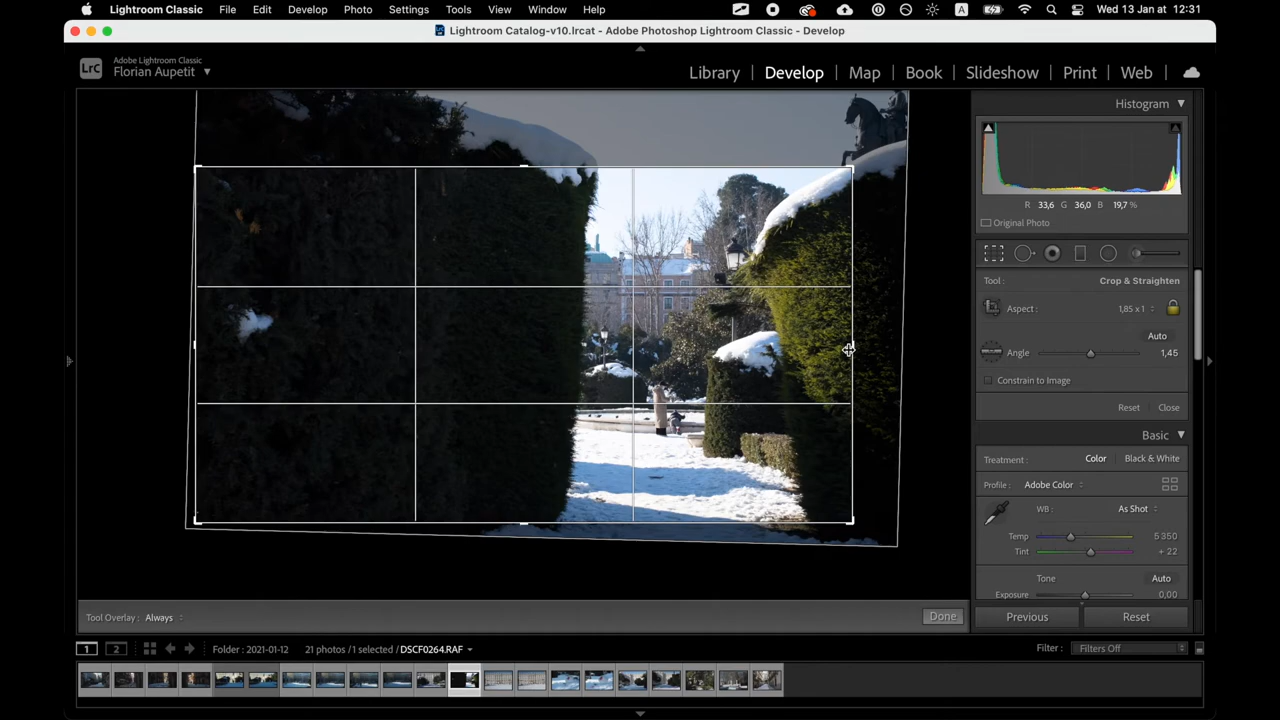 Lightroom Classic File Edit Develop Photo Settings Tools View Window Help A Wed 13 Jan at 12:31
Lightroom Catalog-v10.lrcat - Adobe Photoshop Lightroom Classic - Develop
LrC
Adobe Lightroom Classic
Florian Aupetit
Library Develop Map Book Slideshow Print Web
Histogram
R 33,6 G 36,0 B 19,7 %
Original Photo
Tool : Crop & Straighten
Aspect : 1,85 x 1
Auto
Angle 1,45
Constrain to Image
Reset Close
Basic
Treatment : Color Black & White
Profile : Adobe Color
WB : As Shot
Temp 5 350
Tint + 22
Tone Auto
Exposure 0,00
Tool Overlay : Always Done Previous Reset
1 2 Folder : 2021-01-12 21 photos / 1 selected / DSCF0264.RAF Filter : Filters Off